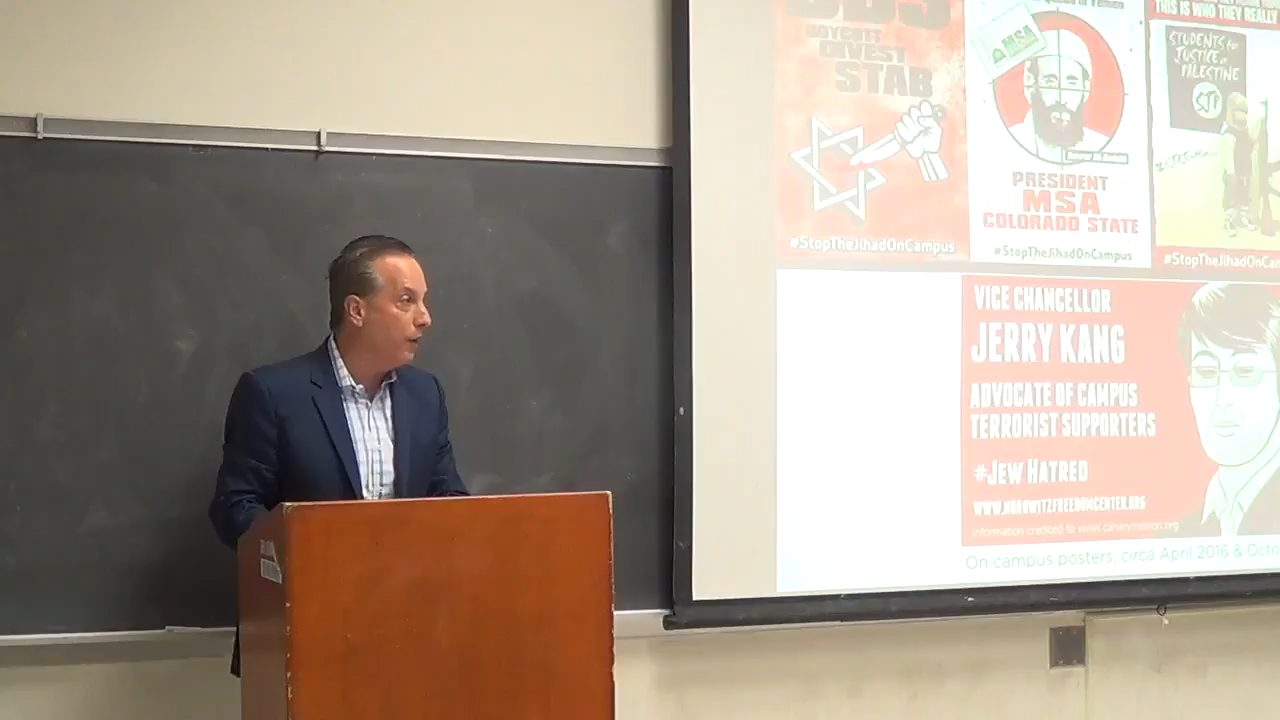 BDS
BOYCOTT
DIVEST
STAB
#StopTheJihadOnCampus
MSA
PRESIDENT
MSA
COLORADO STATE
#StopTheJihadOnCampus
THIS IS WHO THEY REALLY
STUDENTS for
JUSTICE in
PALESTINE
SJP
#StopTheJihadOnCam
VICE CHANCELLOR
JERRY KANG
ADVOCATE OF CAMPUS
TERRORIST SUPPORTERS
#JEW HATRED
WWW.HOROWITZFREEDOMCENTER.ORG
Information credited to www.canarymission.org
On campus posters, circa April 2016 & Octo